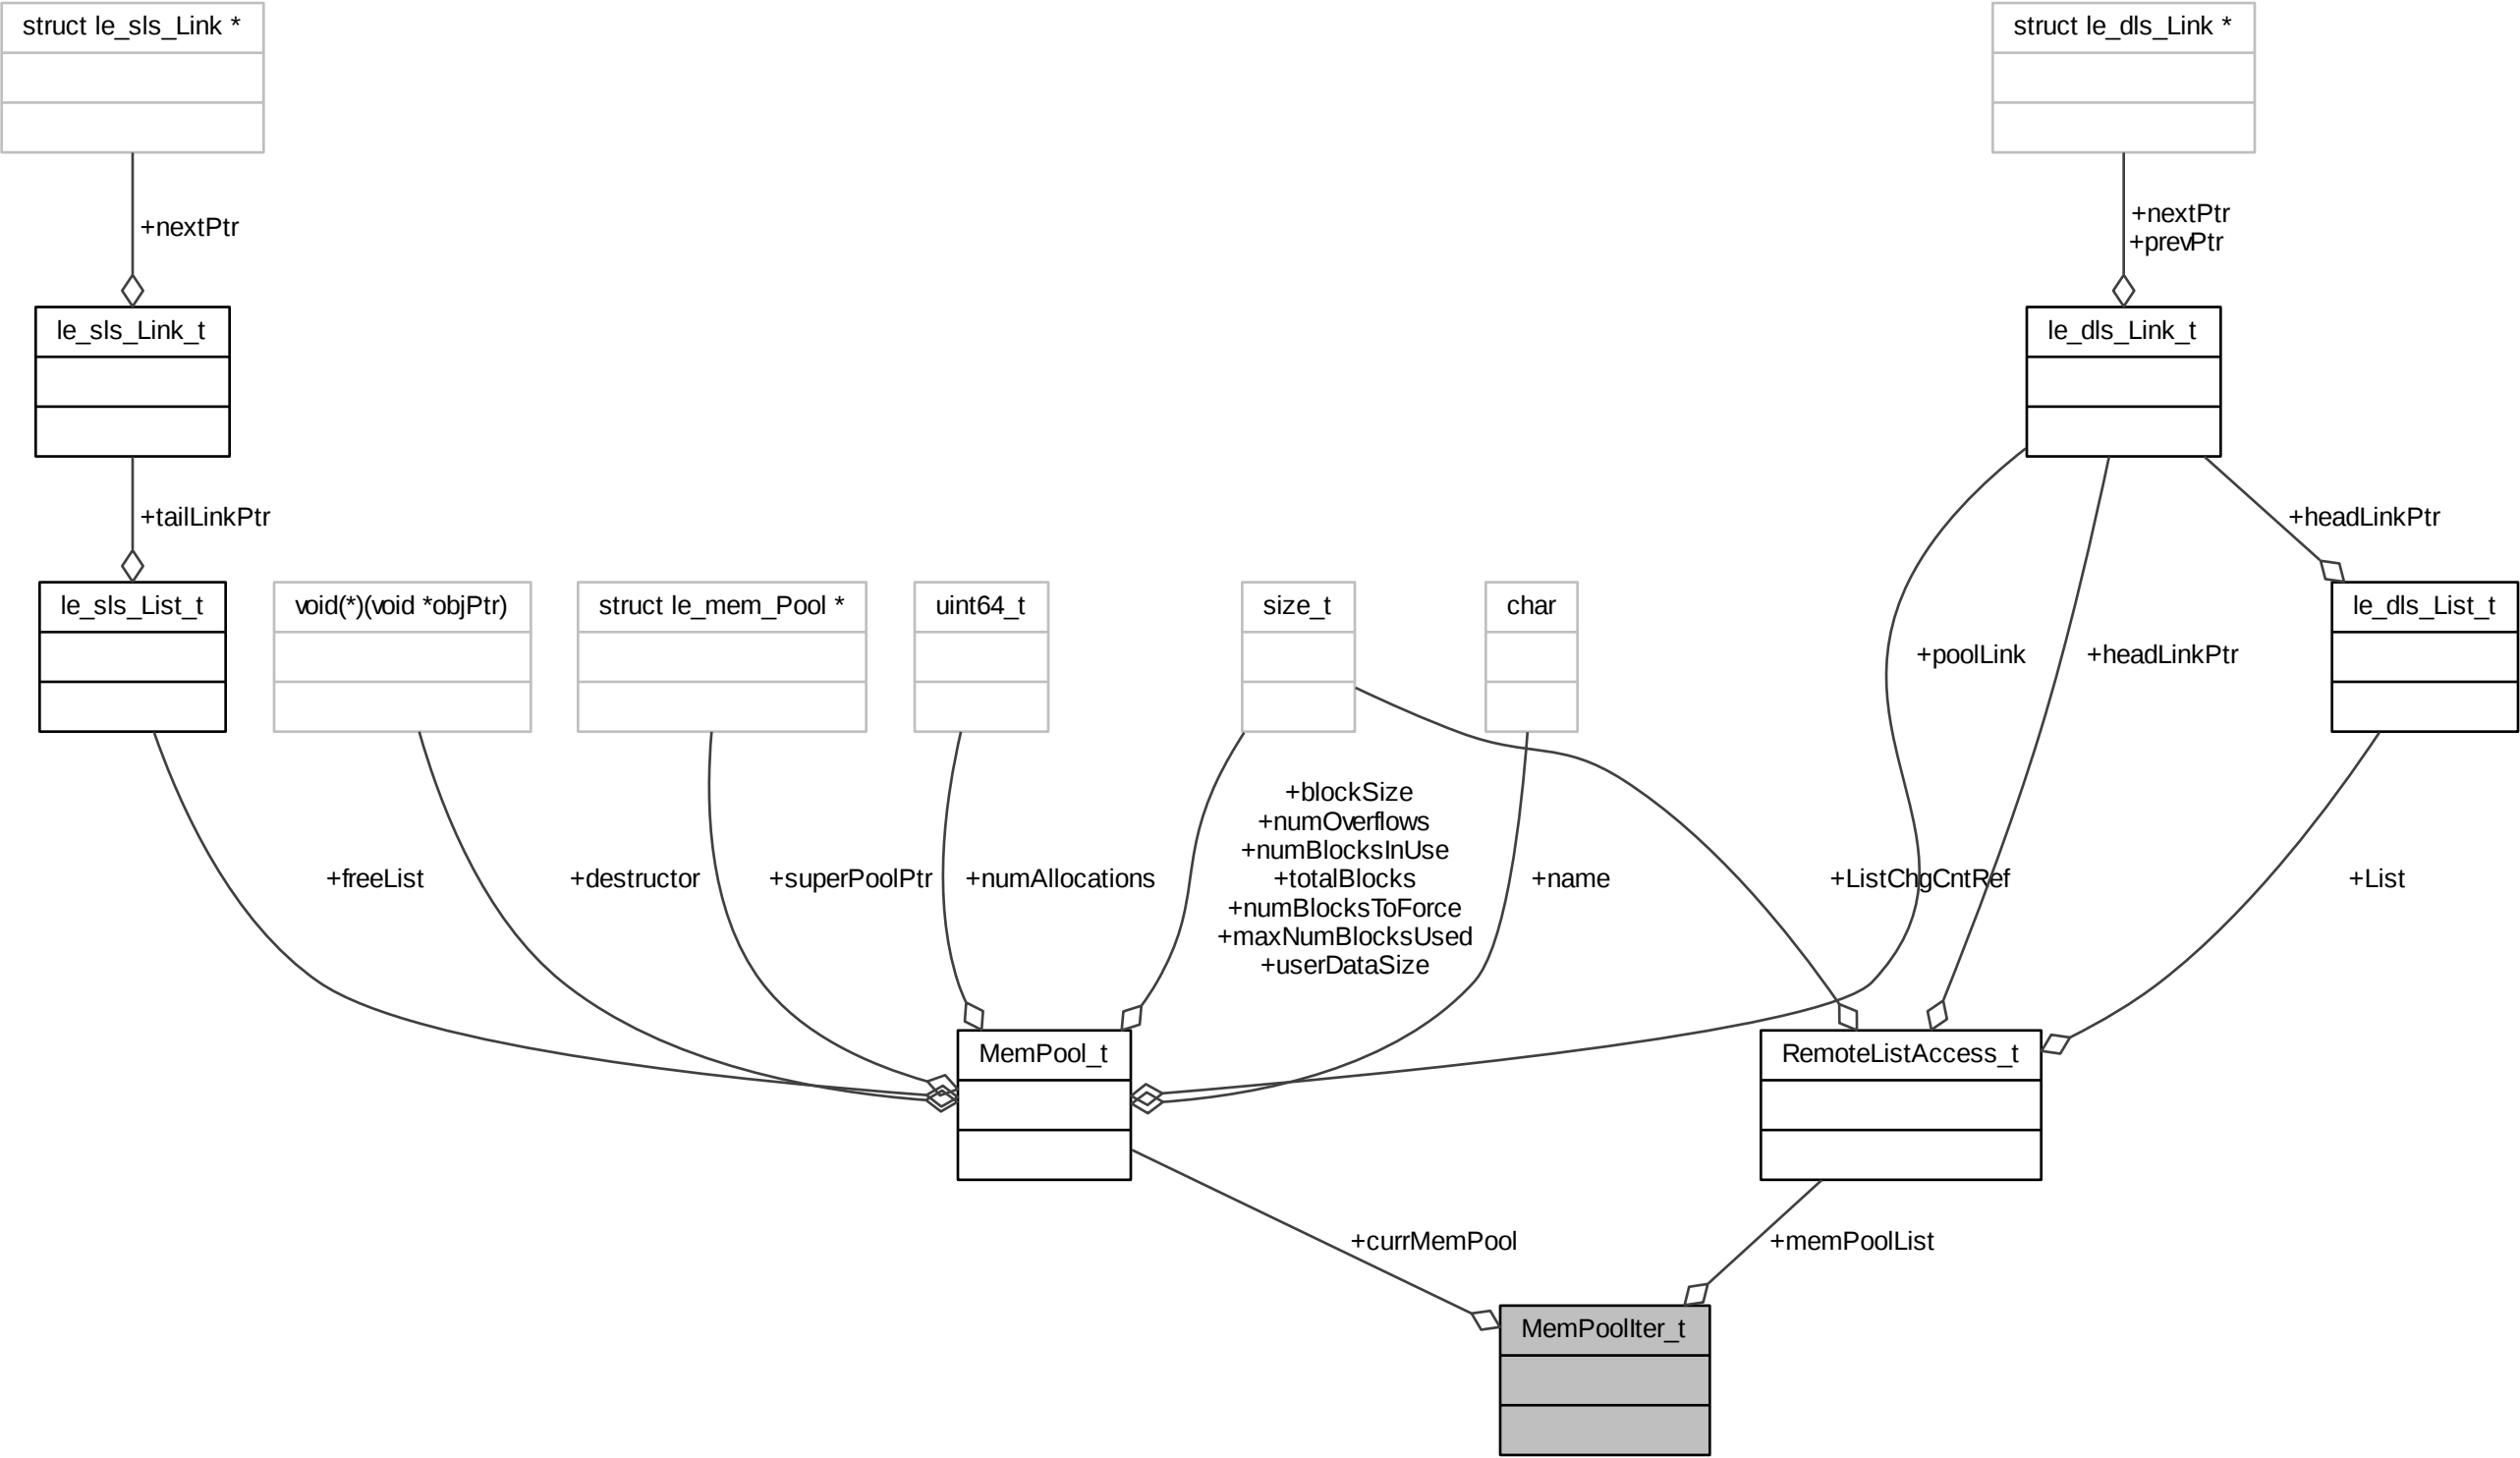 struct le_sls_Link *
struct le_dls_Link *
+nextPtr
+nextPtr
+prevPtr
le_sls_Link_t
le_dls_Link_t
+tailLinkPtr
+headLinkPtr
le_sls_List_t
void(*)(void *objPtr)
struct le_mem_Pool *
uint64_t
size_t
char
le_dls_List_t
+poolLink
+headLinkPtr
+freeList
+destructor
+superPoolPtr
+numAllocations
+blockSize
+numOverflows
+numBlocksInUse
+totalBlocks
+numBlocksToForce
+maxNumBlocksUsed
+userDataSize
+name
+ListChgCntRef
+List
MemPool_t
RemoteListAccess_t
+currMemPool
+memPoolList
MemPoolIter_t